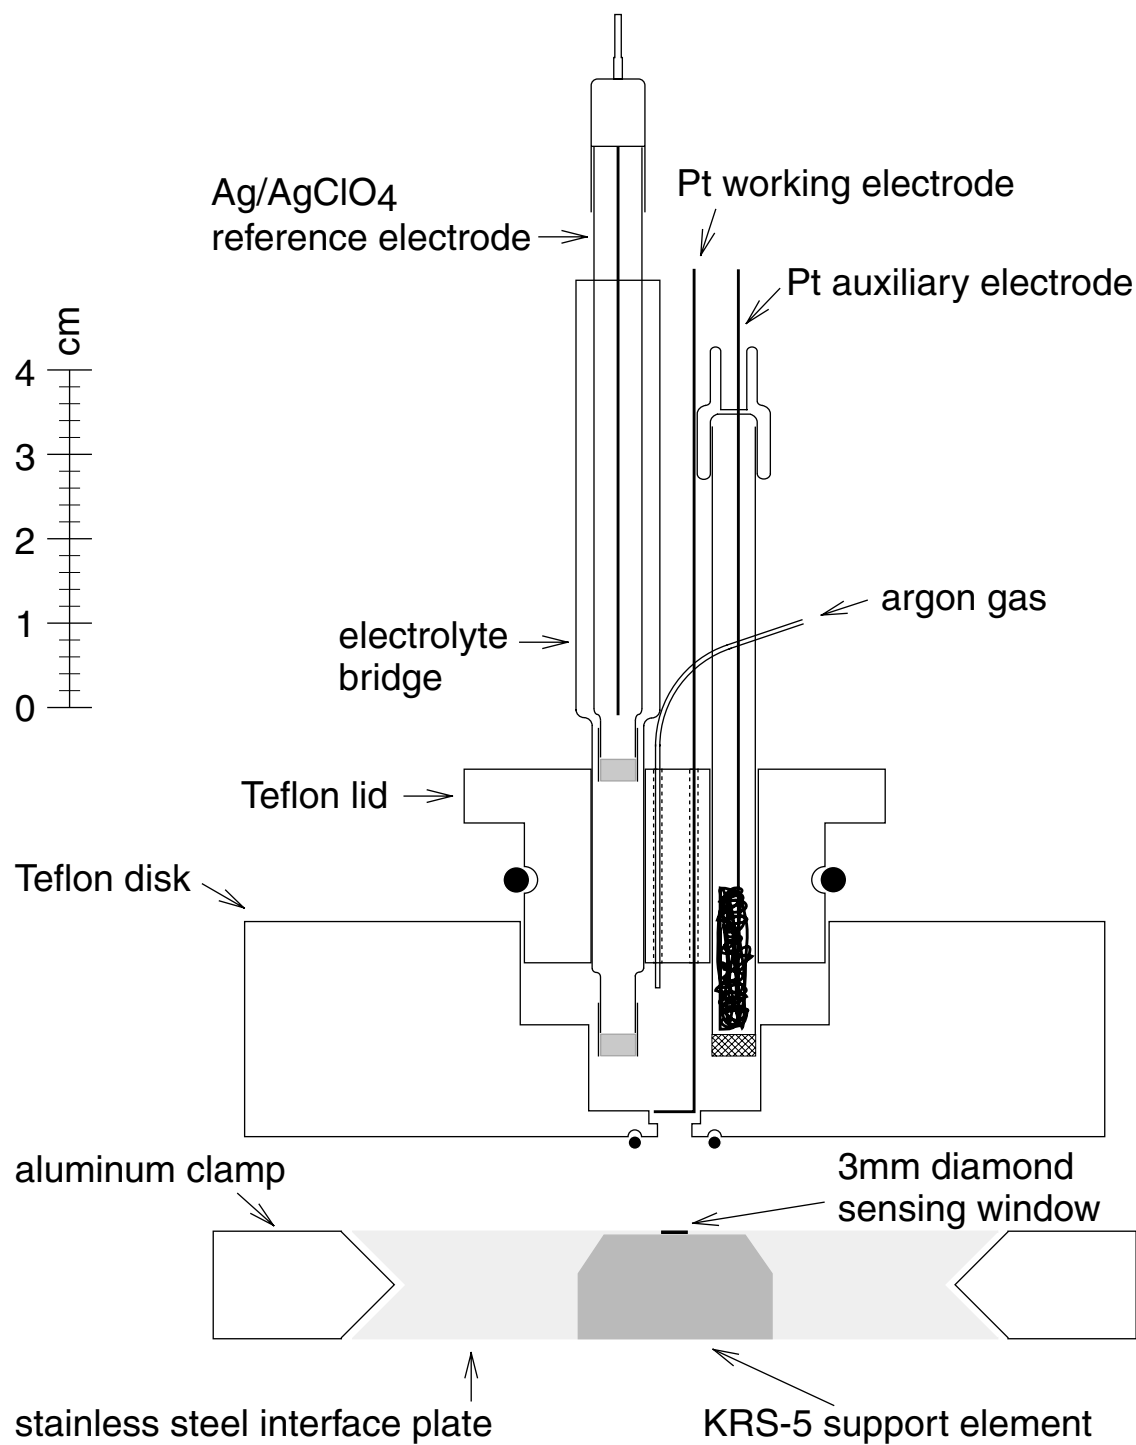 Ag/AgClO4
reference electrode
Pt working electrode
Pt auxiliary electrode
cm
4
3
2
1
0
argon gas
electrolyte
bridge
Teflon lid
Teflon disk
aluminum clamp
3mm diamond
sensing window
stainless steel interface plate
KRS-5 support element